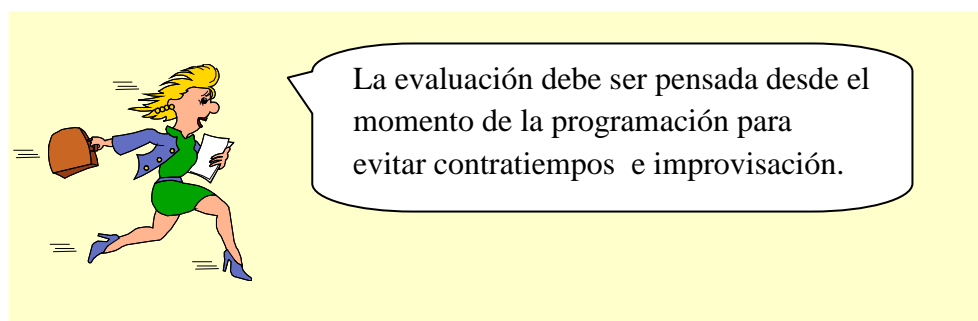 La evaluación debe ser pensada desde el
momento de la programación para
evitar contratiempos  e improvisación.